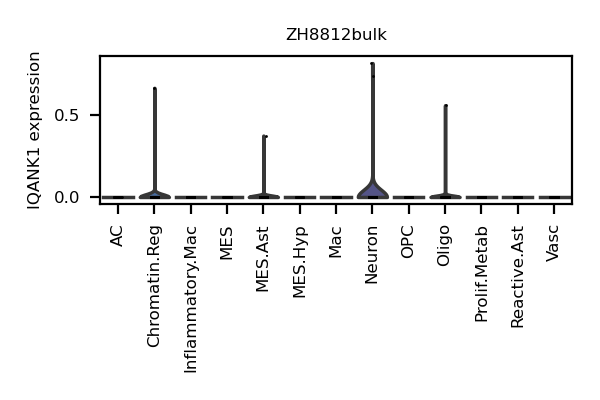 ZH8812bulk
IQANK1 expression
0.5
0.0
AC
Chromatin.Reg
Inflammatory.Mac
MES
MES.Ast
MES.Hyp
Mac
Neuron
OPC
Oligo
Prolif.Metab
Reactive.Ast
Vasc